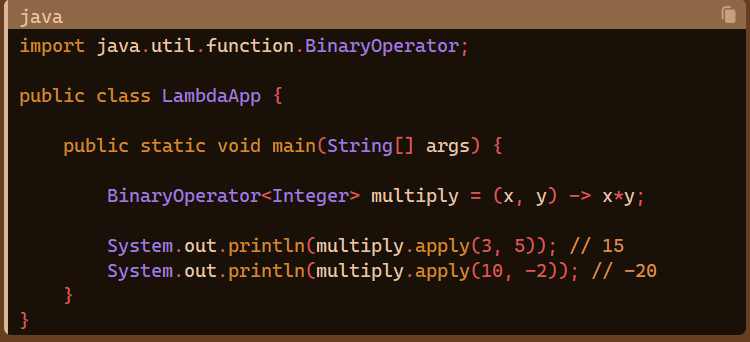 java
import java.util.function.BinaryOperator;
public class LambdaApp {
public static void main(String[] args) {
BinaryOperator<Integer> multiply = (x, y) -> x*y;
System.out.println(multiply.apply(3, 5)); // 15
System.out.println(multiply.apply(10, -2)); // -20
}
}